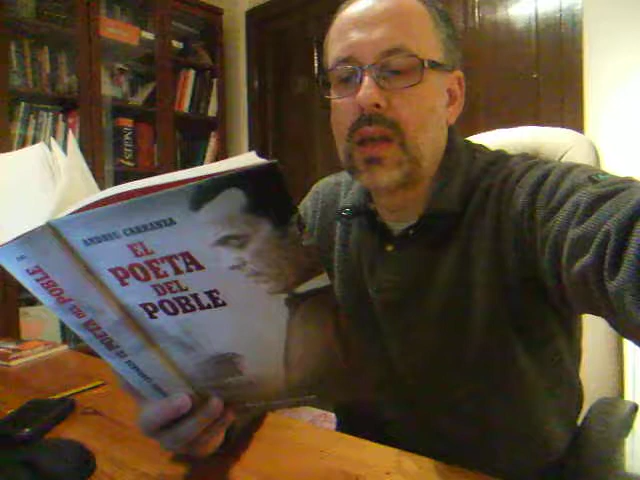 ANDREU CARRANZA
EL
POETA
DEL
POBLE
EL POETA DEL POBLE